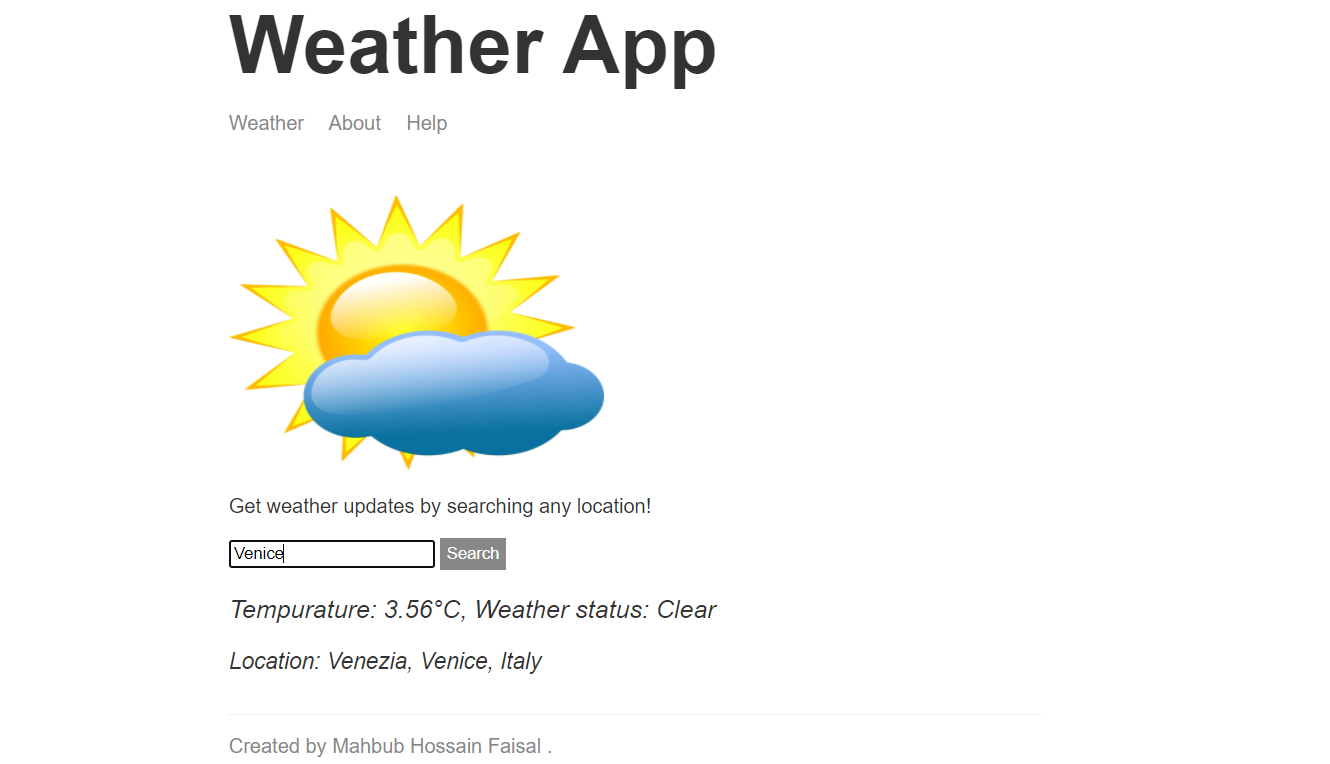 Weather App
Weather About Help
Get weather updates by searching any location!
Venice Search
Tempurature: 3.56°C, Weather status: Clear
Location: Venezia, Venice, Italy
Created by Mahbub Hossain Faisal .